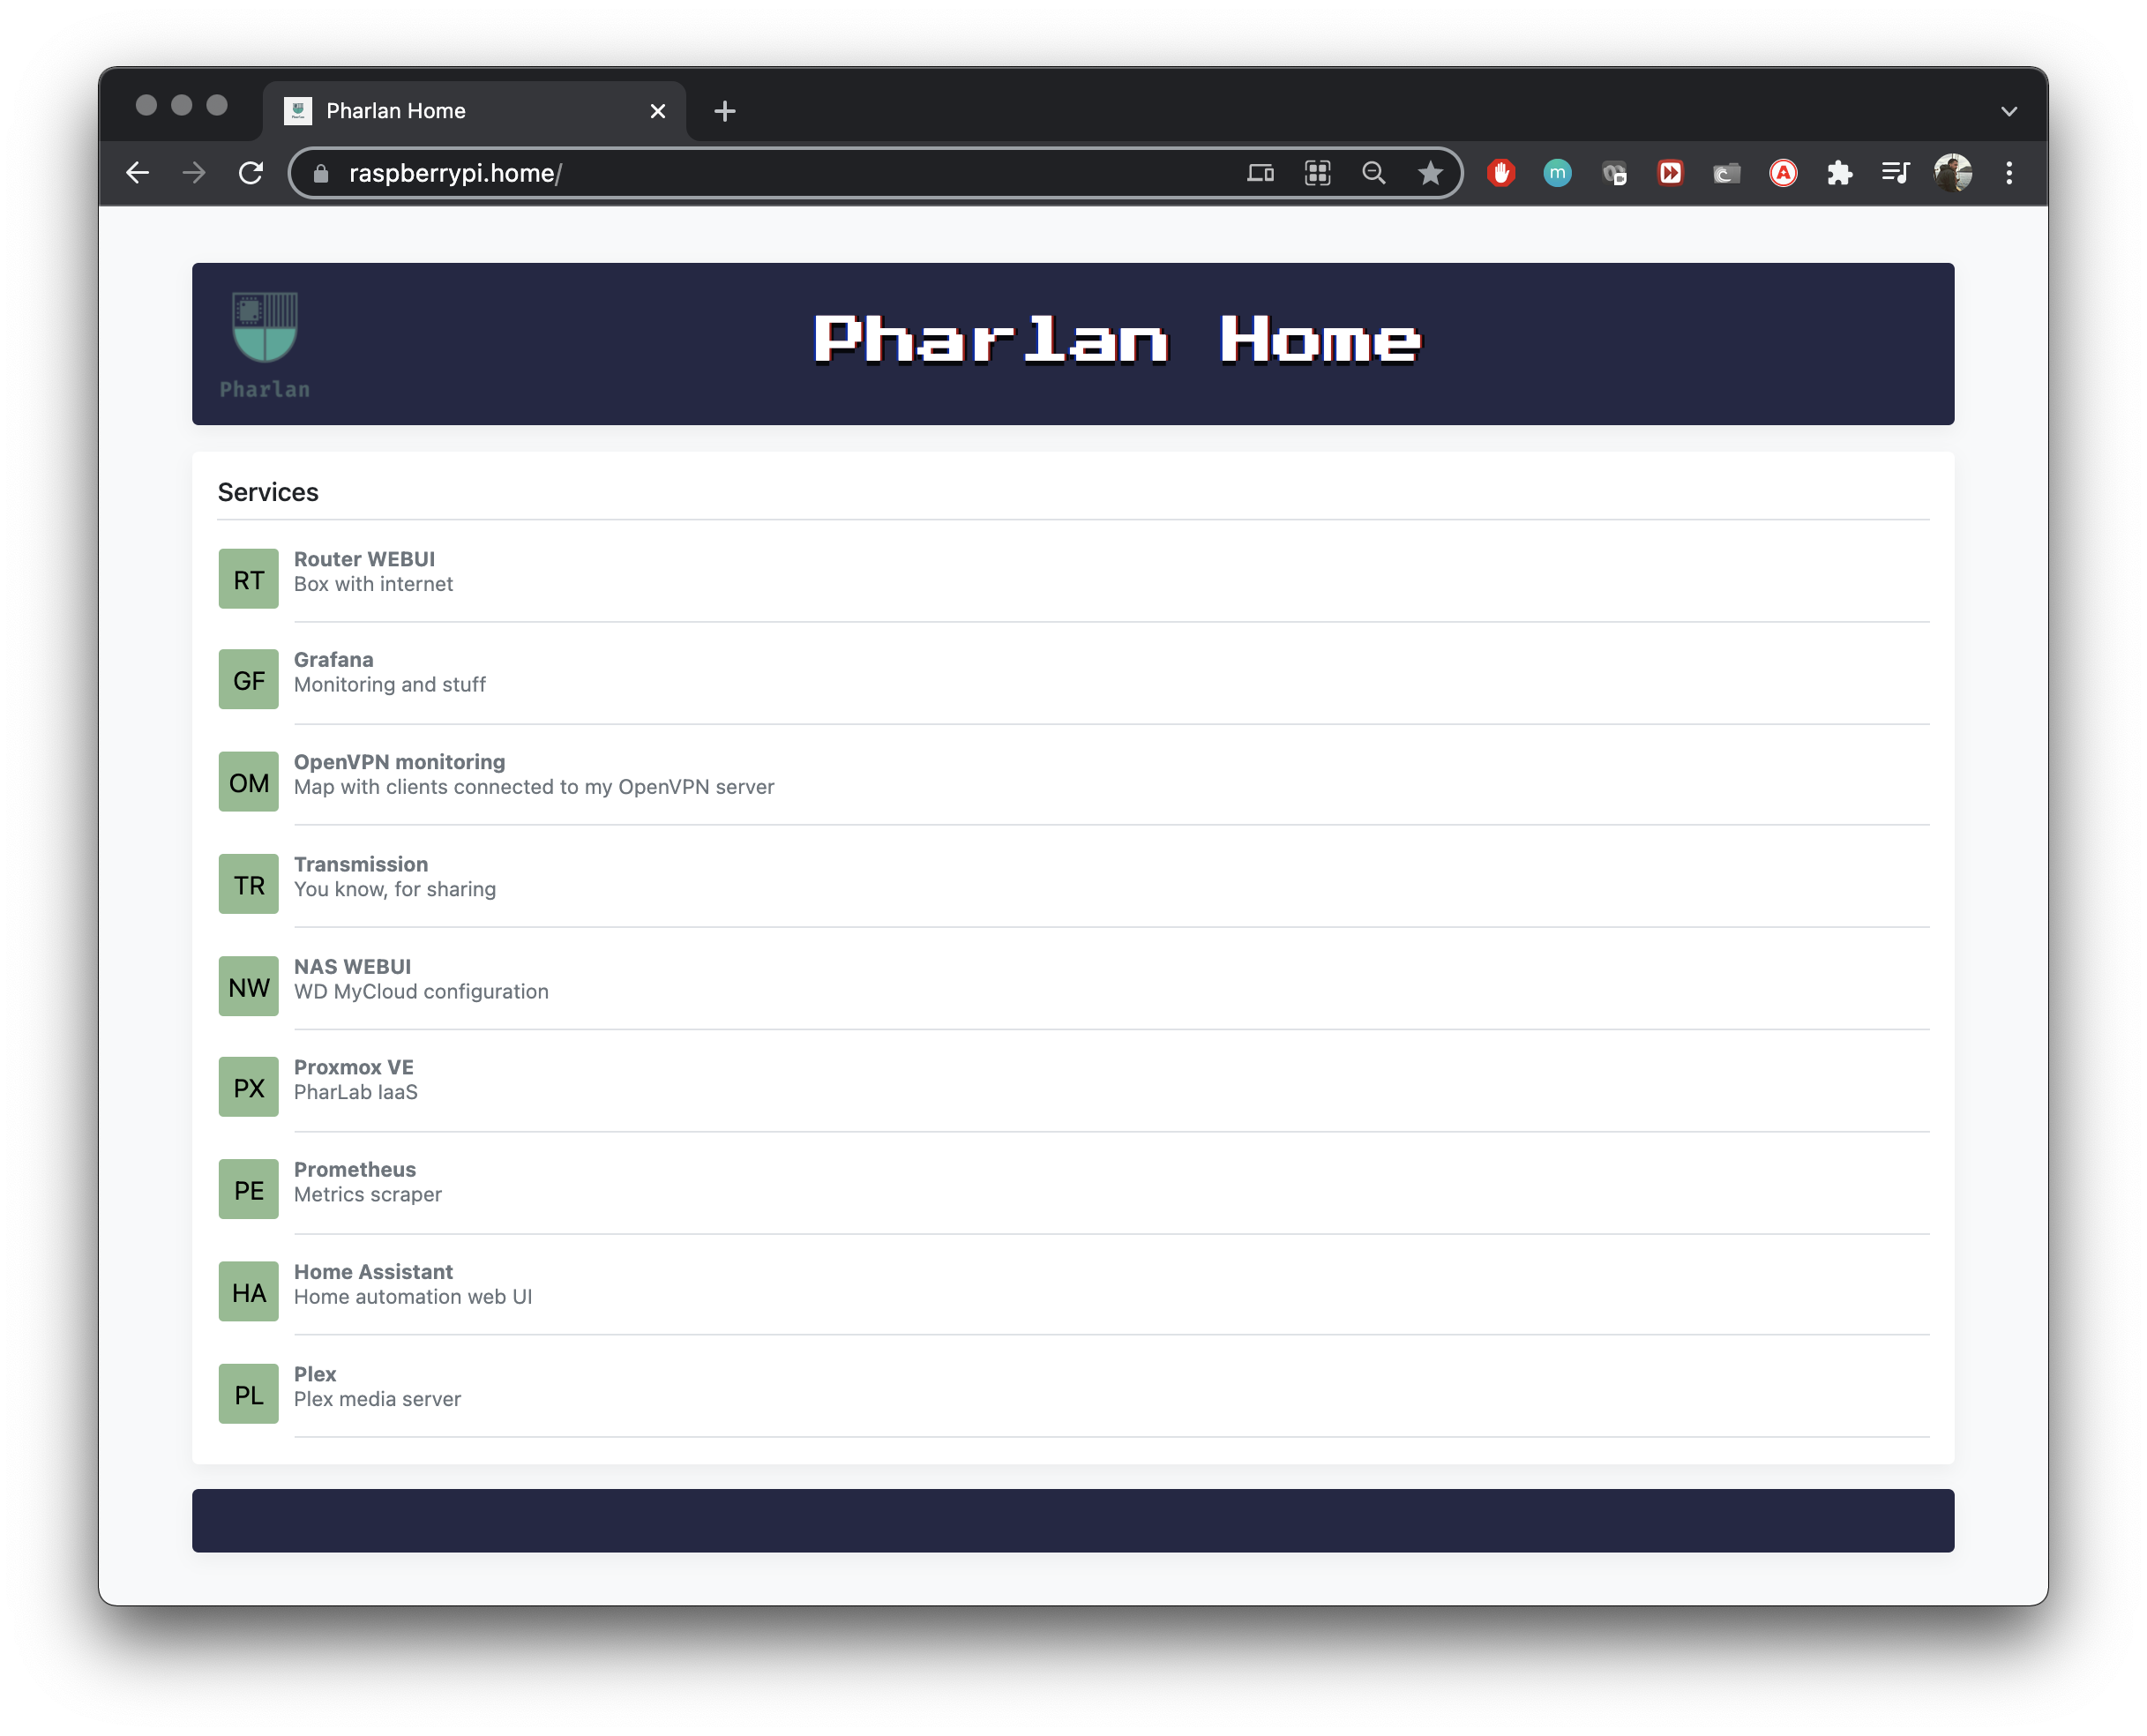 Pharlan Home
raspberrypi.home/
m
A
Pharlan Home
Pharlan
Services
RT
Router WEBUI
Box with internet
GF
Grafana
Monitoring and stuff
OM
OpenVPN monitoring
Map with clients connected to my OpenVPN server
TR
Transmission
You know, for sharing
NW
NAS WEBUI
WD MyCloud configuration
PX
Proxmox VE
PharLab IaaS
PE
Prometheus
Metrics scraper
HA
Home Assistant
Home automation web UI
PL
Plex
Plex media server